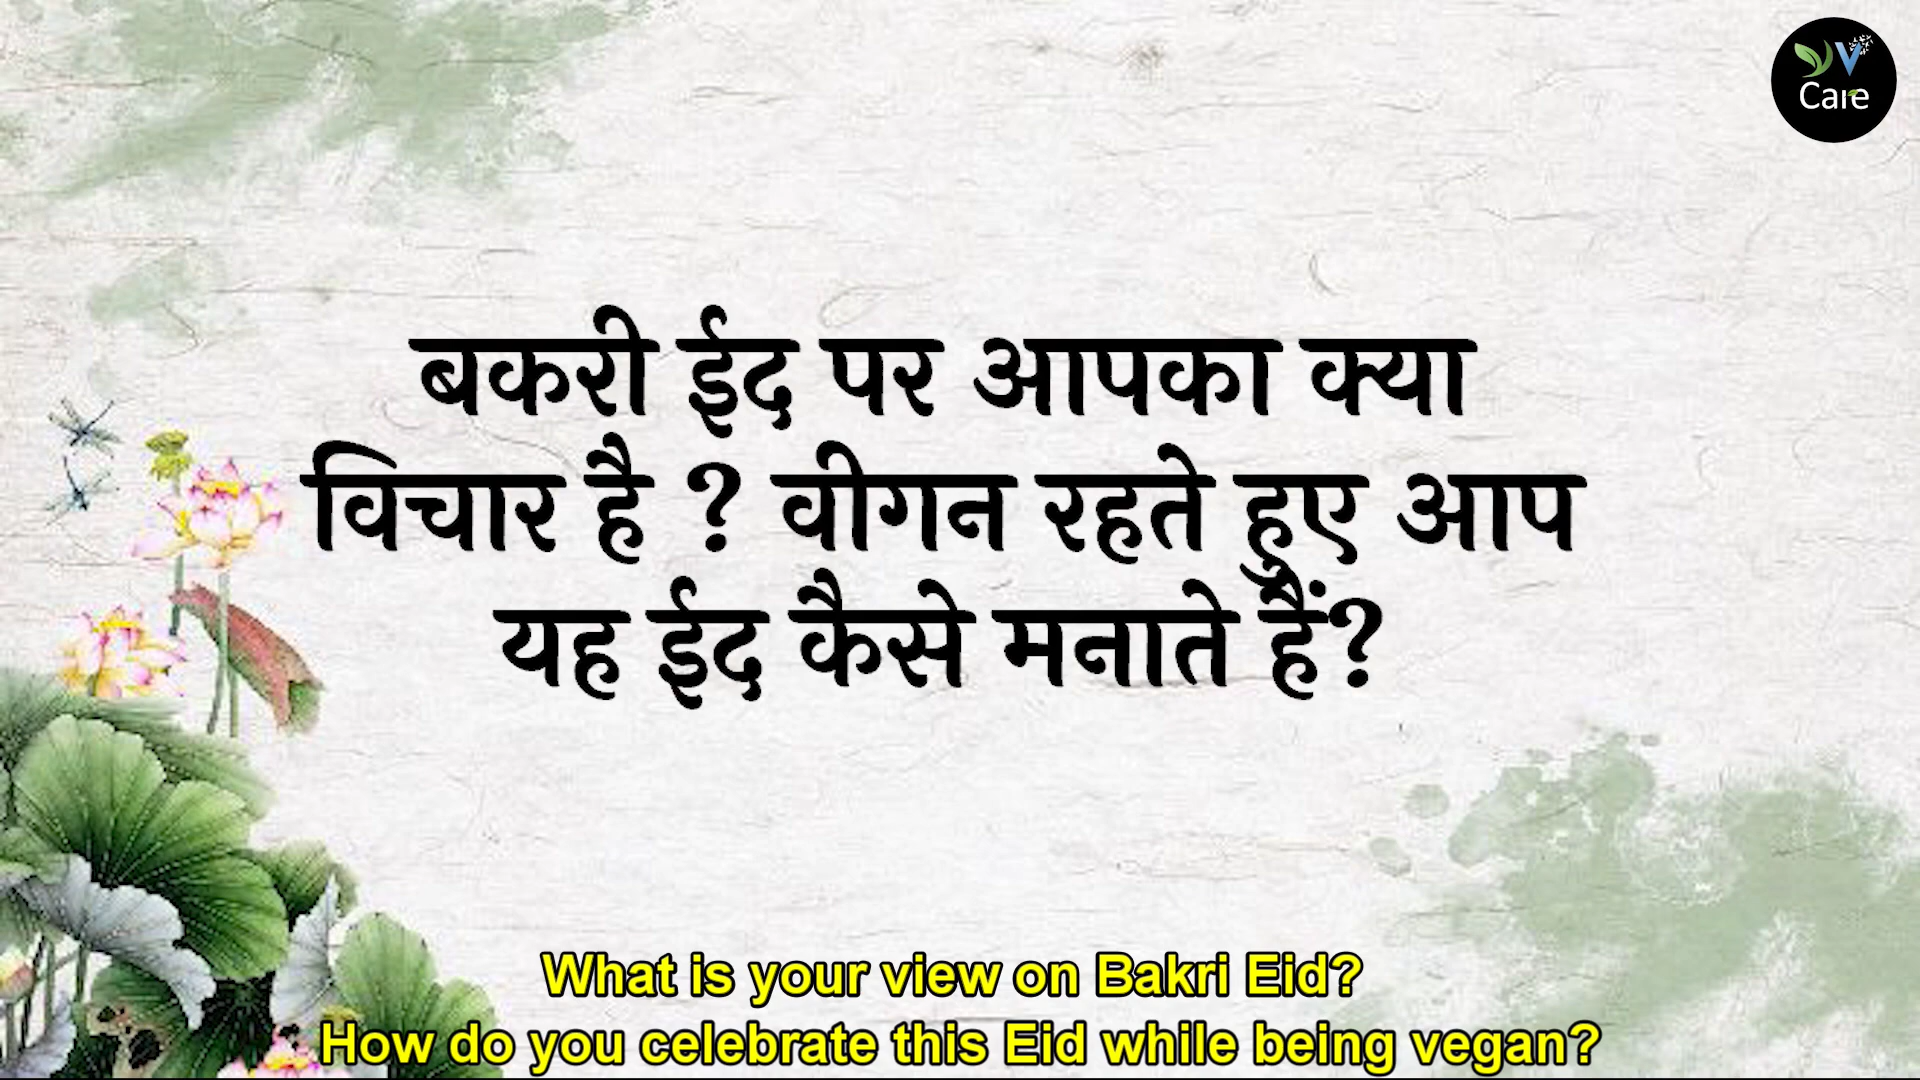 V
Care
बकरी ईद पर आपका क्या
विचार है ? वीगन रहते हुए आप
यह ईद कैसे मनाते हैं?
What is your view on Bakri Eid?
How do you celebrate this Eid while being vegan?